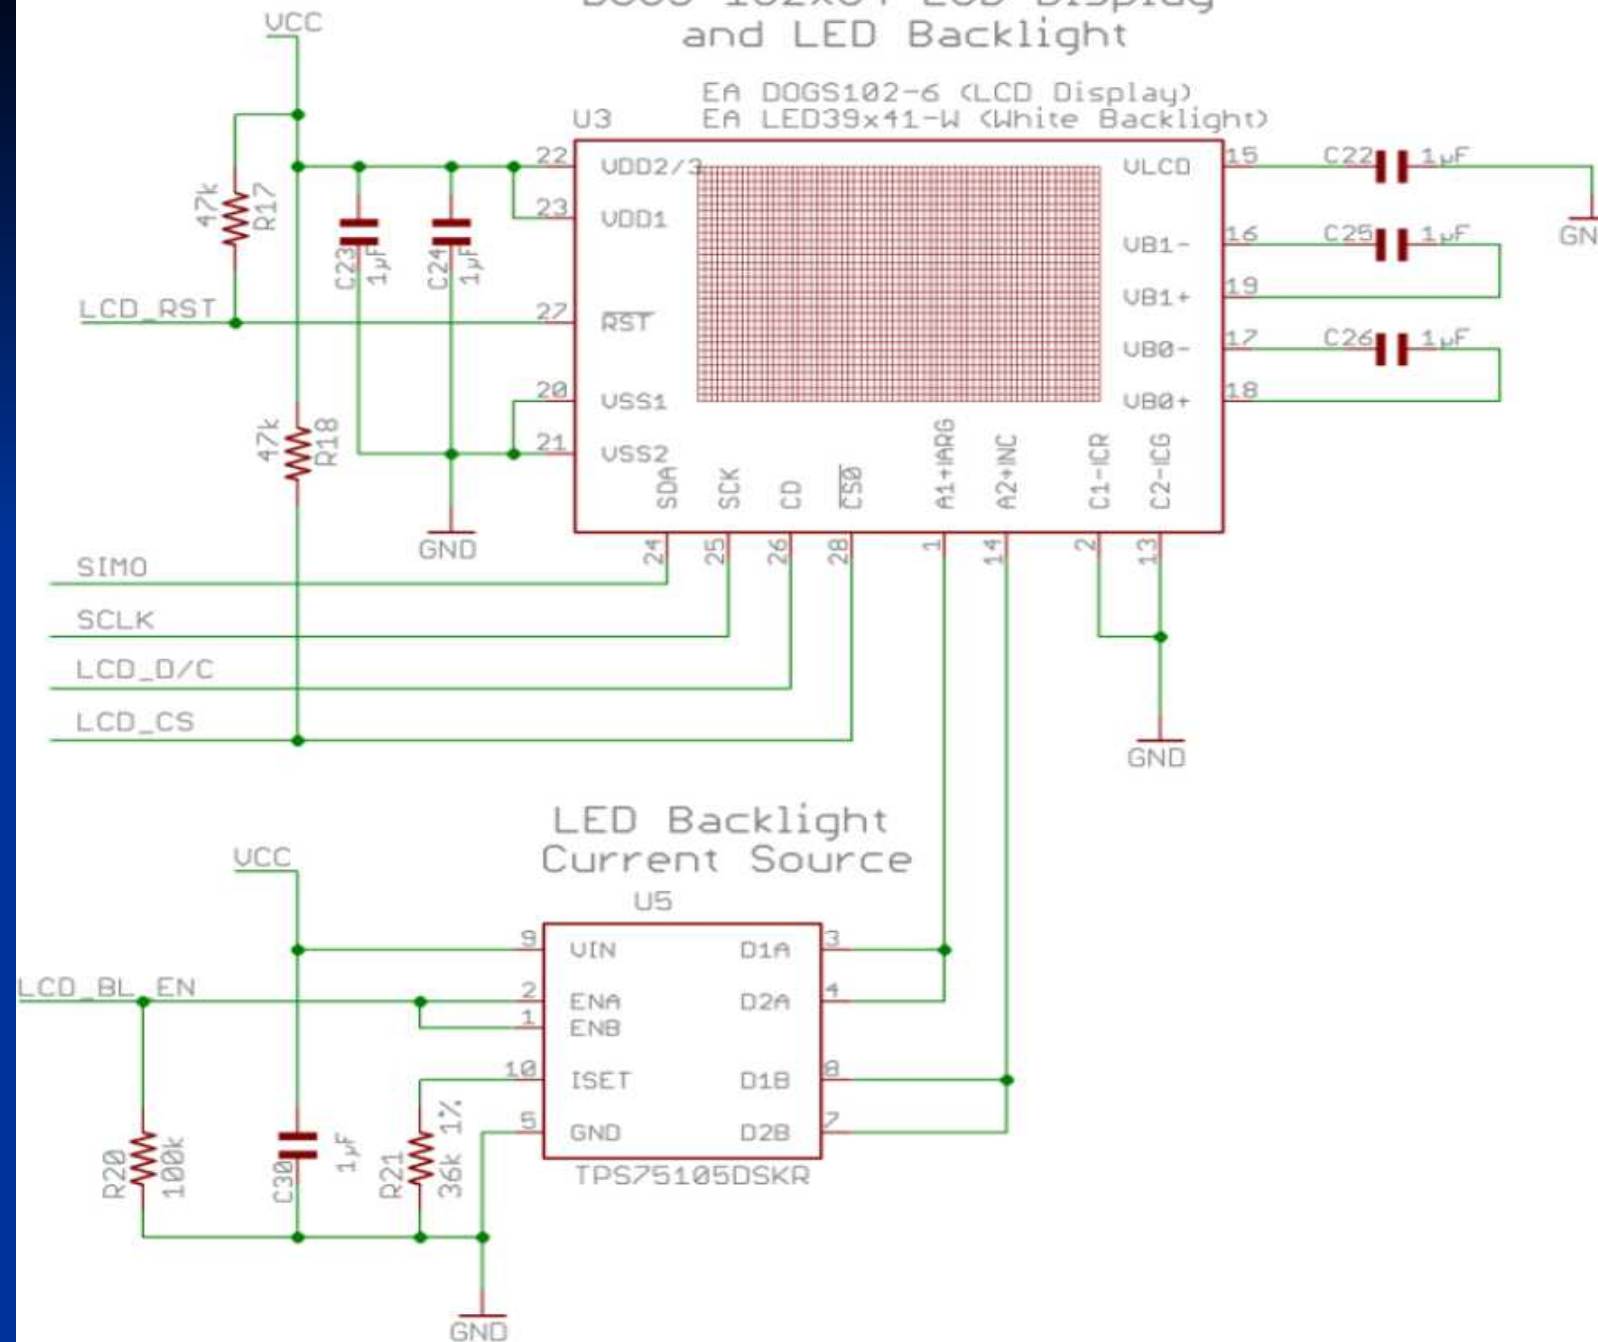 VCC
and LED Backlight
EA DOGS102-6 (LCD Display)
U3
EA LED39x41-W (White Backlight)
22
VDD2/3
VLCD
15
C22
1µF
47k
R17
23
VDD1
16
VB1-
C25
1µF
GN
C23
1µF
C24
1µF
VB1+
19
LCD_RST
27
RST
17
VB0-
C26
1µF
20
VSS1
VB0+
18
47k
R18
21
VSS2
SDA
SCK
CD
CS0
A1+IARG
A2+INC
C1-ICR
C2-ICG
GND
24
25
26
28
1
14
2
13
SIMO
SCLK
LCD_D/C
LCD_CS
GND
LED Backlight
Current Source
VCC
U5
9
VIN
D1A
3
LCD_BL_EN
2
ENA
D2A
4
1
ENB
10
ISET
D1B
8
5
GND
D2B
7
R20
100k
C30
1µF
R21
36k 1%
TPS75105DSKR
GND